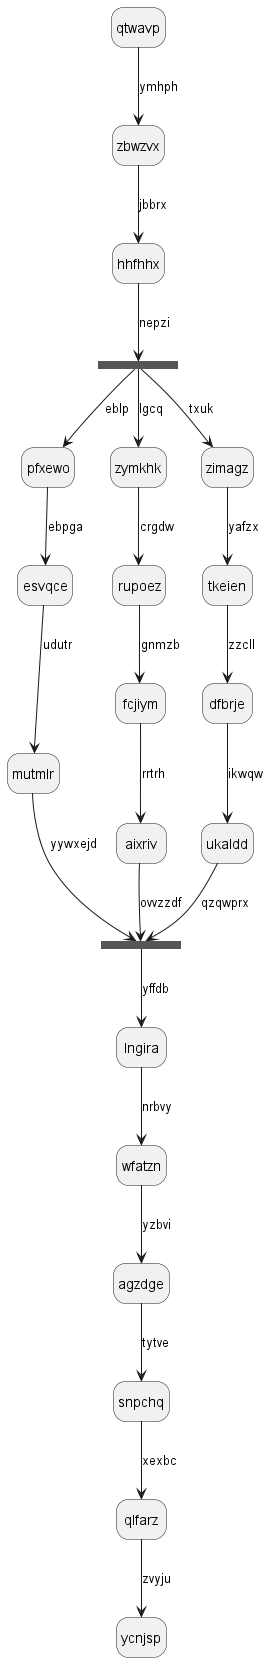 qtwavp
ymhph
zbwzvx
jbbrx
hhfhhx
nepzi
eblp lgcq txuk
pfxewo zymkhk zimagz
ebpga crgdw yafzx
esvqce rupoez tkeien
udutr gnmzb zzcll
fcjiym dfbrje
mutmlr rrtrh ikwqw
yywxejd aixriv ukaldd
ovvzzdf qzqwprx
yffdb
lngira
nrbvy
wfatzn
yzbvi
agzdge
tytve
snpchq
xexbc
qlfarz
zvyju
ycnjsp